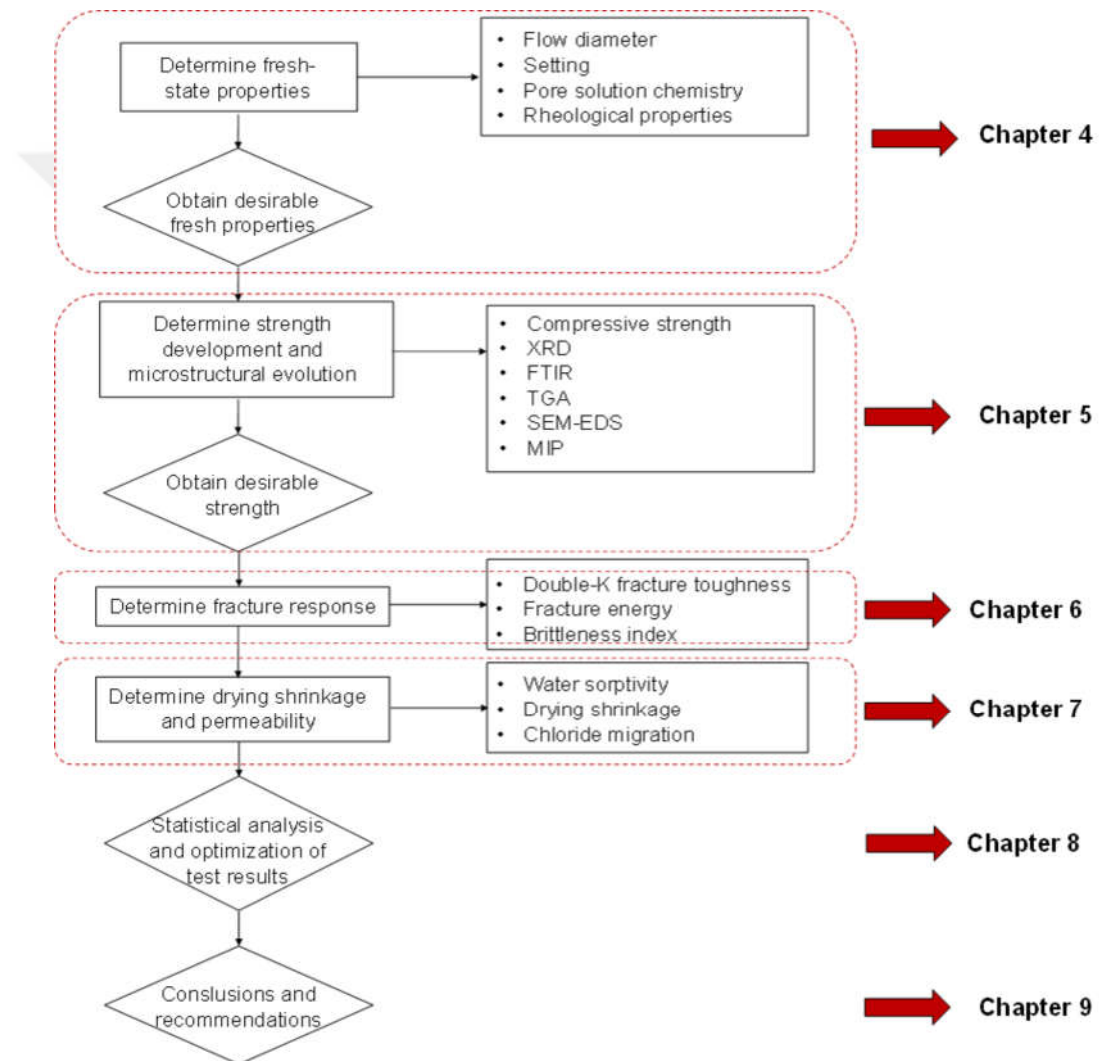 Determine fresh-
state properties
• Flow diameter
• Setting
• Pore solution chemistry
• Rheological properties
Chapter 4
Obtain desirable
fresh properties
Determine strength
development and
microstructural evolution
• Compressive strength
• XRD
• FTIR
• TGA
• SEM-EDS
• MIP
Chapter 5
Obtain desirable
strength
Determine fracture response
• Double-K fracture toughness
• Fracture energy
• Brittleness index
Chapter 6
Determine drying shrinkage
and permeability
• Water sorptivity
• Drying shrinkage
• Chloride migration
Chapter 7
Statistical analysis
and optimization of
test results
Chapter 8
Conslusions and
recommendations
Chapter 9